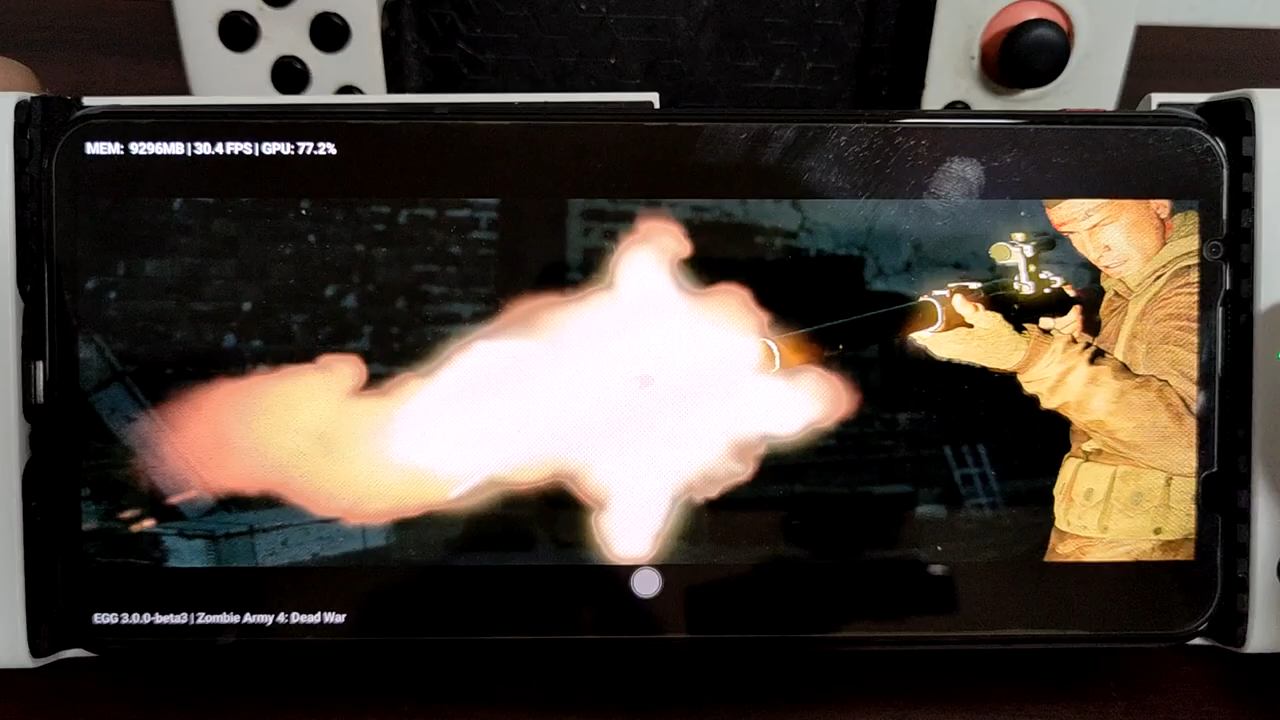 MEM: 9296MB | 30.4 FPS | GPU: 77.2%
EGG 3.0.0-beta3 | Zombie Army 4: Dead War